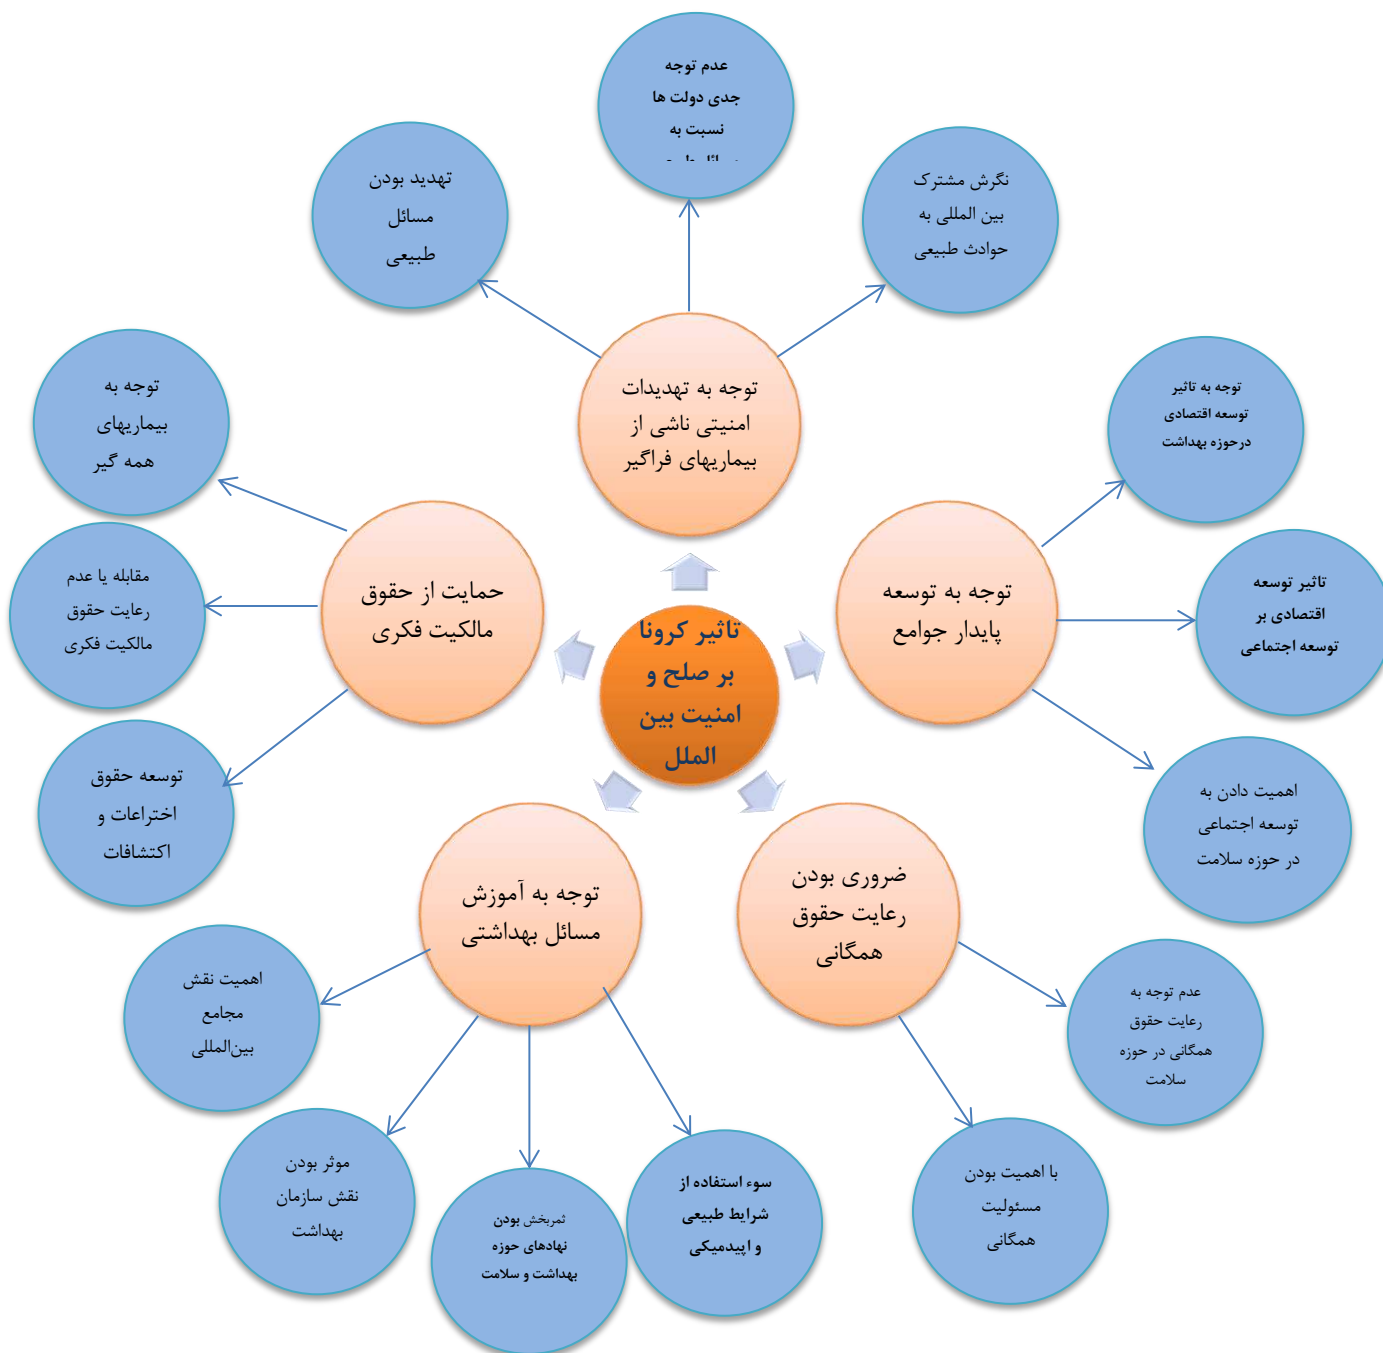 عدم توجه
جدی دولت ها
نسبت به
تهدید بودن
مسائل
طبیعی
نگرش مشترک
بین المللی به
حوادث طبیعی
توجه به تهدیدات
امنیتی ناشی از
بیماریهای فراگیر
توجه به تاثیر
توسعه اقتصادی
درحوزه بهداشت
تاثیر توسعه
اقتصادی بر
توسعه اجتماعی
اهمیت دادن به
توسعه اجتماعی
در حوزه سلامت
توجه به توسعه
پایدار جوامع
توجه به
بیماریهای
همه گیر
مقابله یا عدم
رعایت حقوق
مالکیت فکری
توسعه حقوق
اختراعات و
اکتشافات
حمایت از حقوق
مالکیت فکری
تاثیر کرونا
بر صلح و
امنیت بین
الملل
ضروری بودن
رعایت حقوق
همگانی
عدم توجه به
رعایت حقوق
همگانی در حوزه
سلامت
با اهمیت بودن
مسئولیت
همگانی
توجه به آموزش
مسائل بهداشتی
اهمیت نقش
مجامع
بین‌المللی
موثر بودن
نقش سازمان
بهداشت
ثمربخش بودن
نهادهای حوزه
بهداشت و سلامت
سوء استفاده از
شرایط طبیعی
و اپیدمیکی